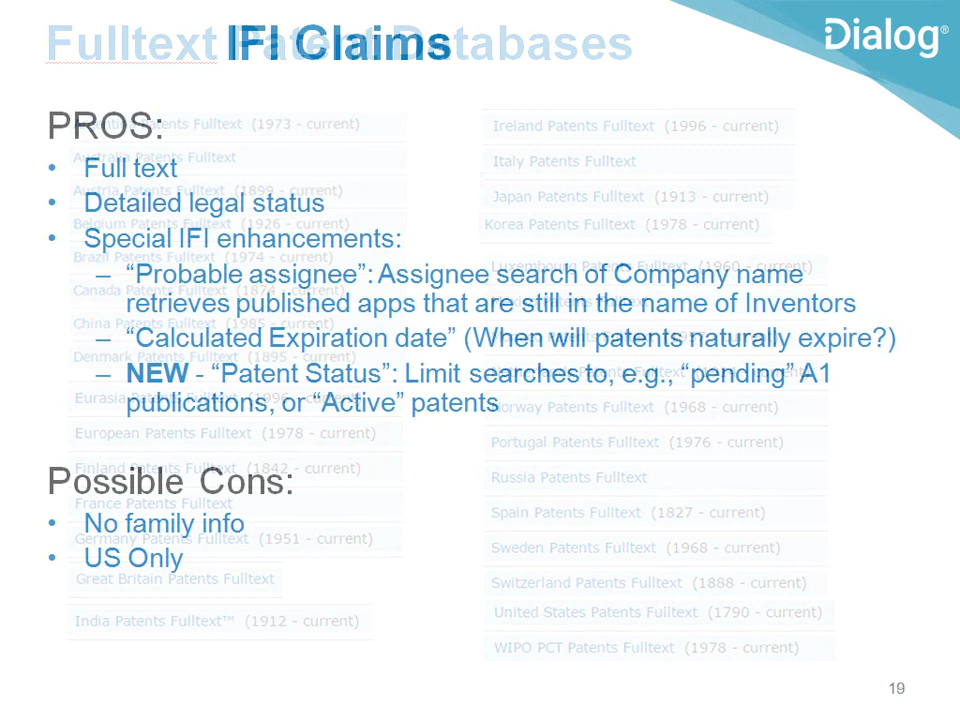 Fulltext Patent Databases
IFI Claims
Dialog®
PROS:
• Full text
• Detailed legal status
• Special IFI enhancements:
– “Probable assignee”: Assignee search of Company name
retrieves published apps that are still in the name of Inventors
– “Calculated Expiration date” (When will patents naturally expire?)
– NEW - “Patent Status”: Limit searches to, e.g., “pending” A1
publications, or “Active” patents
Possible Cons:
• No family info
• US Only
Argentina Patents Fulltext (1973 - current)
Australia Patents Fulltext
Austria Patents Fulltext (1899 - current)
Belgium Patents Fulltext (1926 - current)
Brazil Patents Fulltext (1974 - current)
Canada Patents Fulltext (1874 - current)
China Patents Fulltext (1985 - current)
Denmark Patents Fulltext (1895 - current)
Eurasia Patents Fulltext (1996 - current)
European Patents Fulltext (1978 - current)
Finland Patents Fulltext (1842 - current)
France Patents Fulltext
Germany Patents Fulltext (1951 - current)
Great Britain Patents Fulltext
India Patents Fulltext™ (1912 - current)
Ireland Patents Fulltext (1996 - current)
Italy Patents Fulltext
Japan Patents Fulltext (1913 - current)
Korea Patents Fulltext (1978 - current)
Luxembourg Patents Fulltext (1960 - current)
Norway Patents Fulltext (1968 - current)
Portugal Patents Fulltext (1976 - current)
Russia Patents Fulltext
Spain Patents Fulltext (1827 - current)
Sweden Patents Fulltext (1968 - current)
Switzerland Patents Fulltext (1888 - current)
United States Patents Fulltext (1790 - current)
WIPO PCT Patents Fulltext (1978 - current)
19